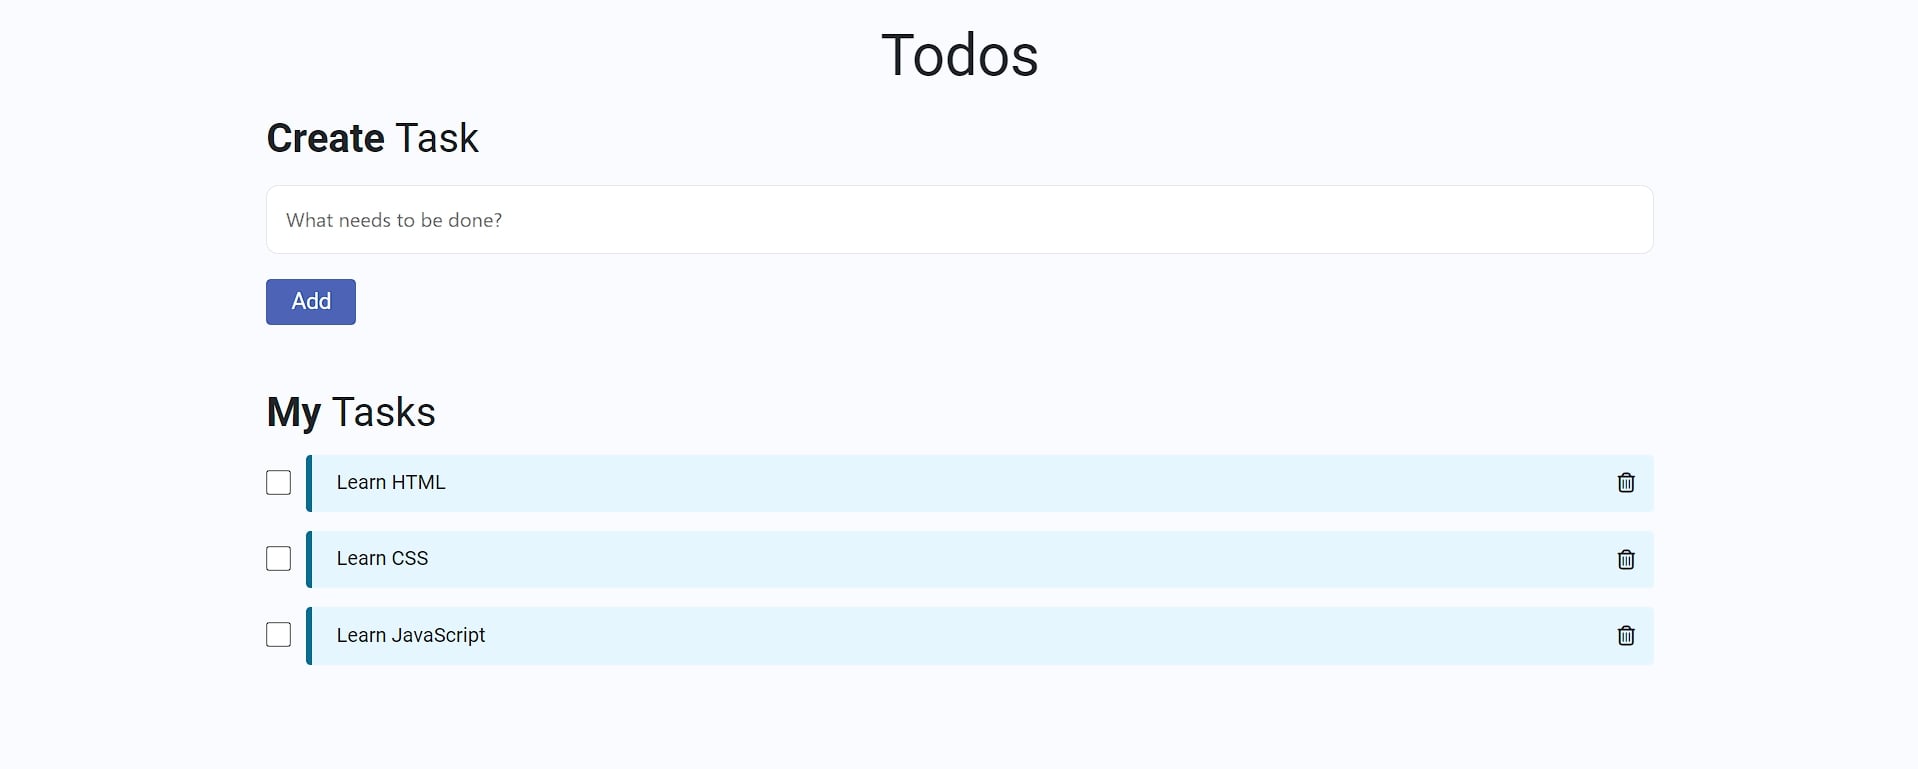 Todos
Create Task
What needs to be done?
Add
My Tasks
Learn HTML
Learn CSS
Learn JavaScript